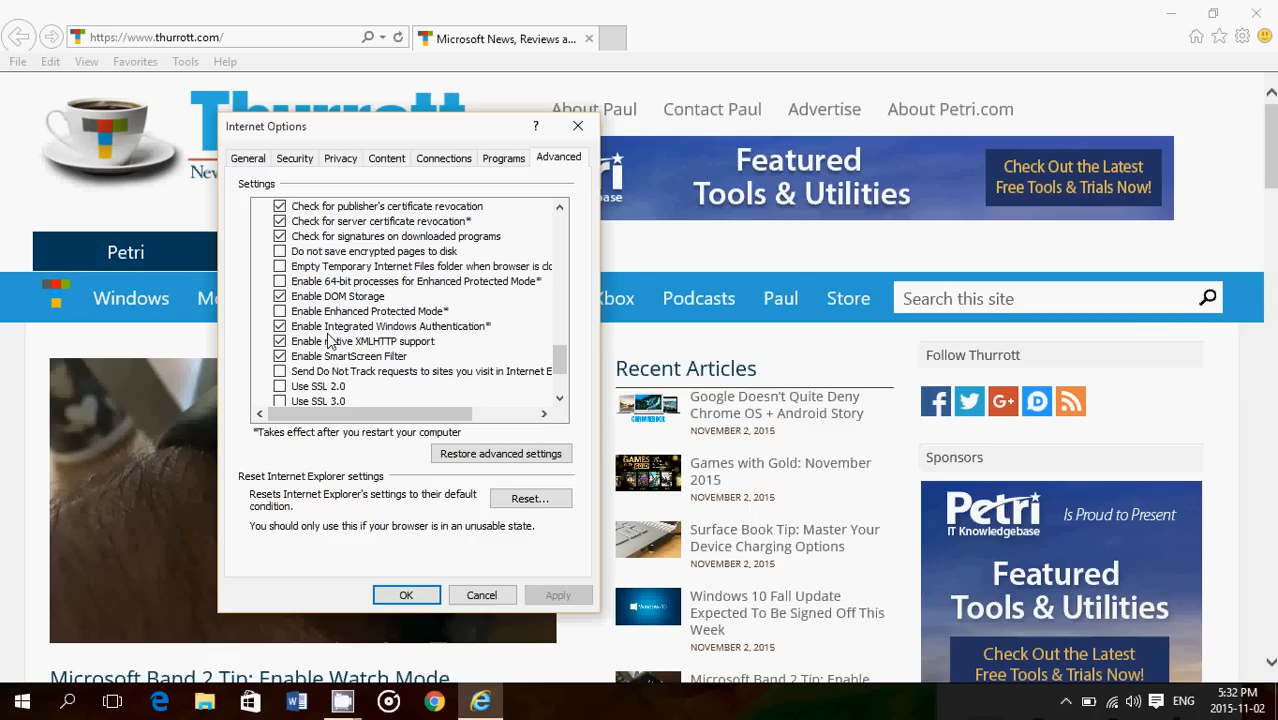 https://www.thurrott.com/
Microsoft News, Reviews a...
File Edit View Favorites Tools Help
Thurrott
About Paul Contact Paul Advertise About Petri.com
Internet Options
General Security Privacy Content Connections Programs Advanced
Featured
Tools & Utilities
Check Out the Latest
Free Tools & Trials Now!
Settings
Check for publisher's certificate revocation
Check for server certificate revocation*
Check for signatures on downloaded programs
Do not save encrypted pages to disk
Empty Temporary Internet Files folder when browser is clo
Enable 64-bit processes for Enhanced Protected Mode*
Enable DOM Storage
Enable Enhanced Protected Mode*
Enable Integrated Windows Authentication*
Enable native XMLHTTP support
Enable SmartScreen Filter
Send Do Not Track requests to sites you visit in Internet E
Use SSL 2.0
Use SSL 3.0
*Takes effect after you restart your computer
Restore advanced settings
Reset Internet Explorer settings
Resets Internet Explorer's settings to their default
condition.
Reset...
You should only use this if your browser is in an unusable state.
OK Cancel Apply
Petri
Windows Mo Xbox Podcasts Paul Store Search this site
Recent Articles
Google Doesn't Quite Deny
Chrome OS + Android Story
NOVEMBER 2, 2015
Games with Gold: November
2015
NOVEMBER 2, 2015
Surface Book Tip: Master Your
Device Charging Options
NOVEMBER 2, 2015
Windows 10 Fall Update
Expected To Be Signed Off This
Week
NOVEMBER 2, 2015
Microsoft Band 2 Tip: Enable
Follow Thurrott
Sponsors
Petri
IT Knowledgebase
Is Proud to Present
Featured
Tools & Utilities
Check Out the Latest
Free Tools & Trials Now!
Microsoft Band 2 Tip: Enable Watch Mode
ENG
5:32 PM
2015-11-02